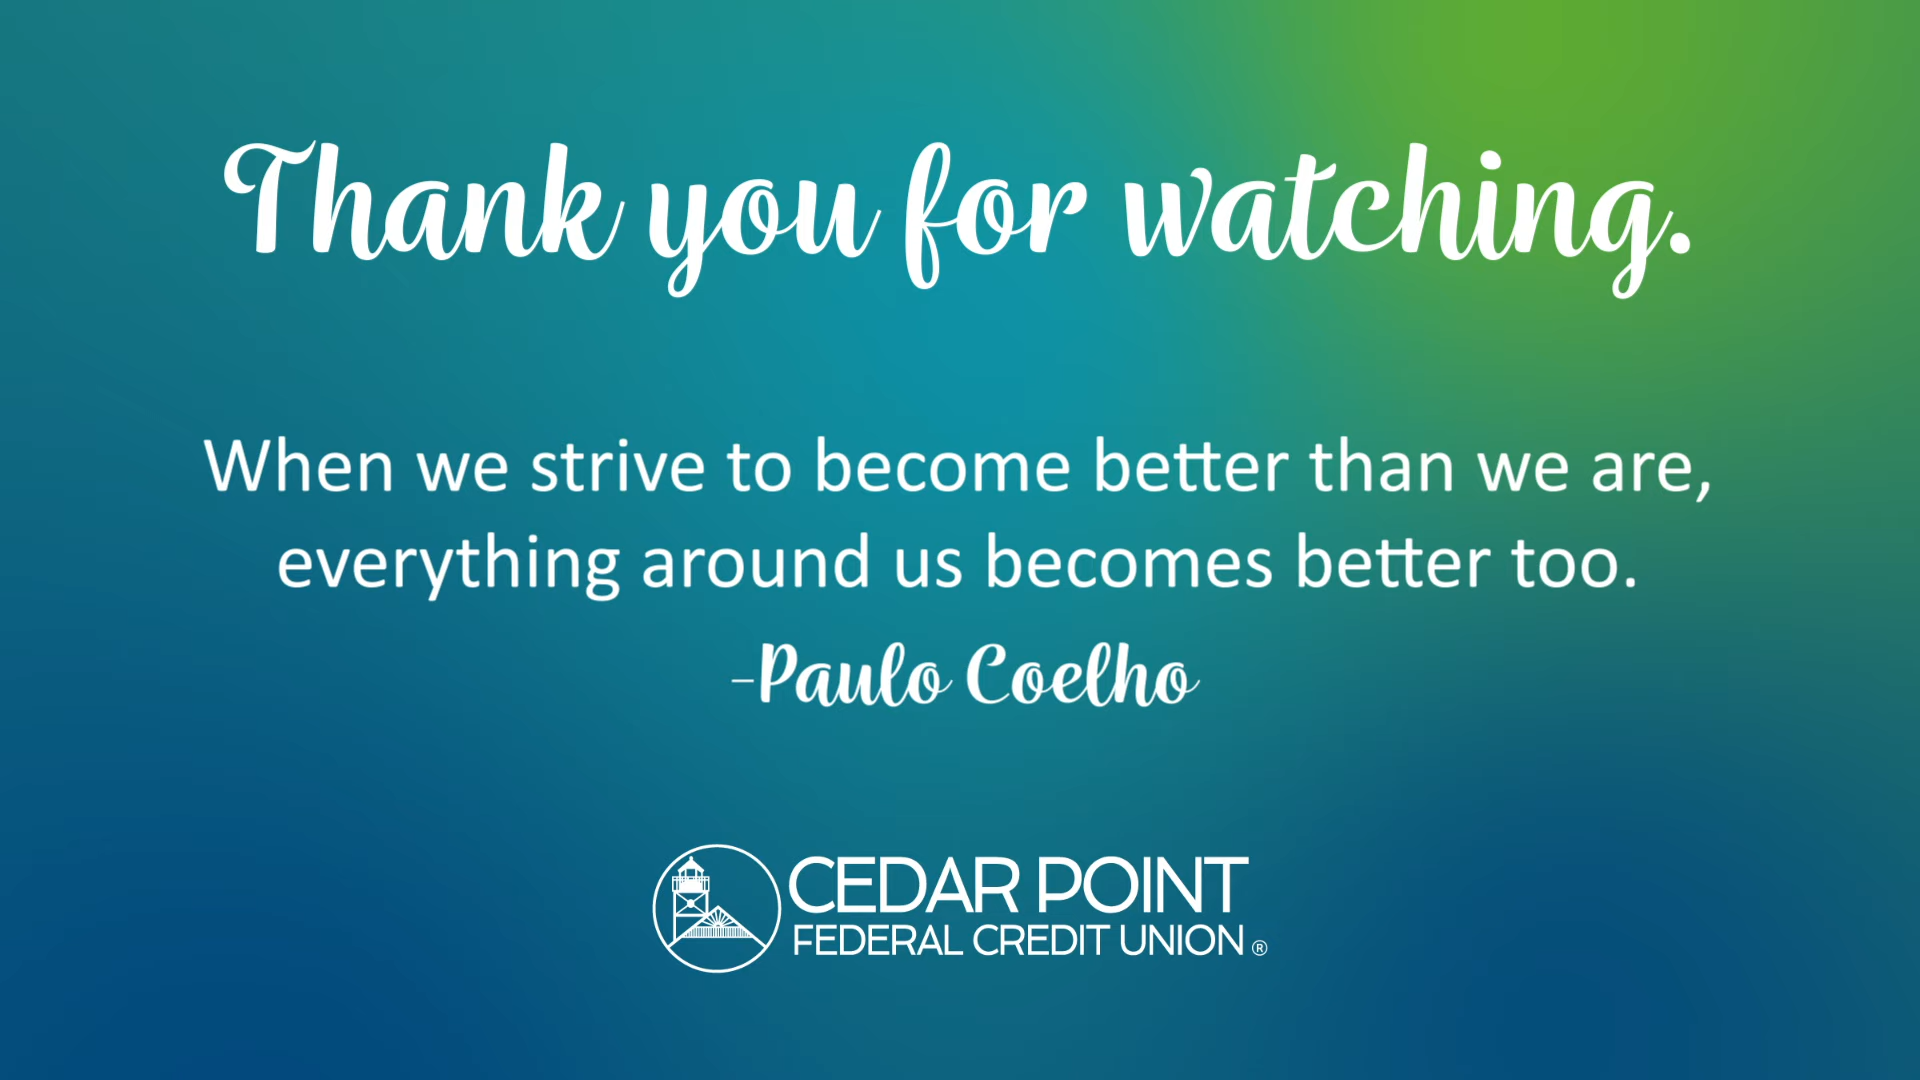 Thank you for watching.
When we strive to become better than we are,
everything around us becomes better too.
-Paulo Coelho
CEDAR POINT
FEDERAL CREDIT UNION ®